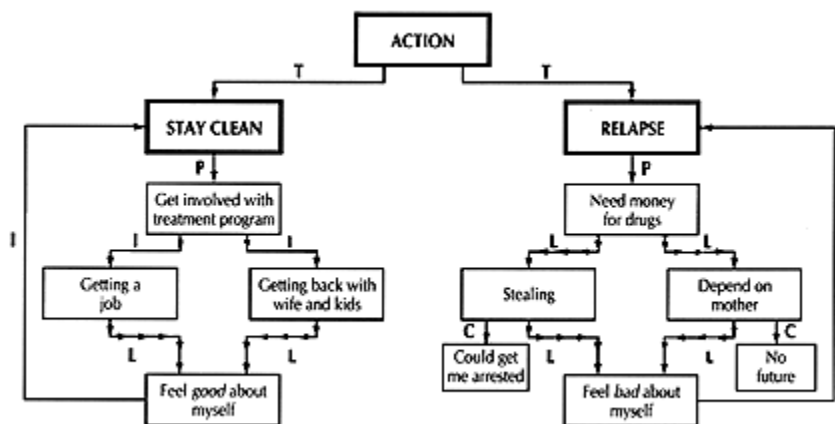 ACTION
T
T
STAY CLEAN
RELAPSE
P
P
Get involved with
treatment program
Need money
for drugs
I
I
I
L
L
Getting a
job
Getting back with
wife and kids
Stealing
Depend on
mother
L
L
C
L
L
C
Could get
me arrested
No
future
Feel good about
myself
Feel bad about
myself